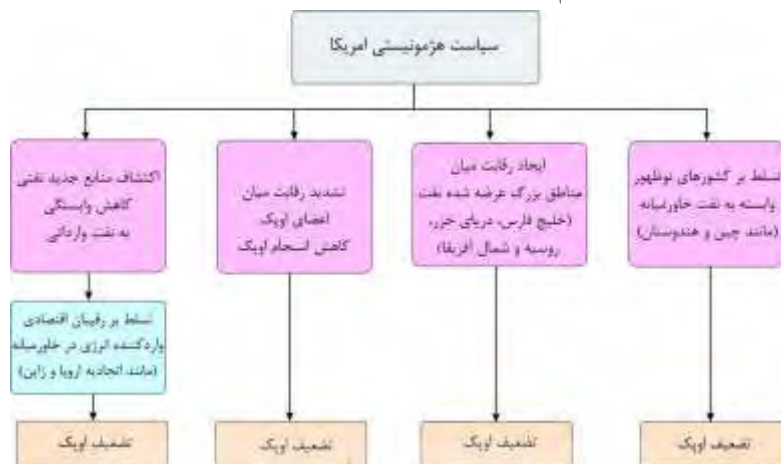 سیاست هژمونیستی امریکا
تسلط بر کشورهای نوظهور
وابسته به نفت خاورمیانه
(مانند چین و هندوستان)
ایجاد رقابت میان
مناطق بزرگ عرضه شده نفت
(خلیج فارس، دریای خزر،
روسیه و شمال آفریقا)
تشدید رقابت میان
اعضای اوپک
کاهش انسجام اوپک
اکتشاف منابع جدید نفتی
کاهش وابستگی
به نفت وارداتی
تسلط بر رقیبان اقتصادی
واردکننده انرژی در خاورمیانه
(مانند اتحادیه اروپا و ژاپن)
تضعیف اوپک
تضعیف اوپک
تضعیف اوپک
تضعیف اوپک